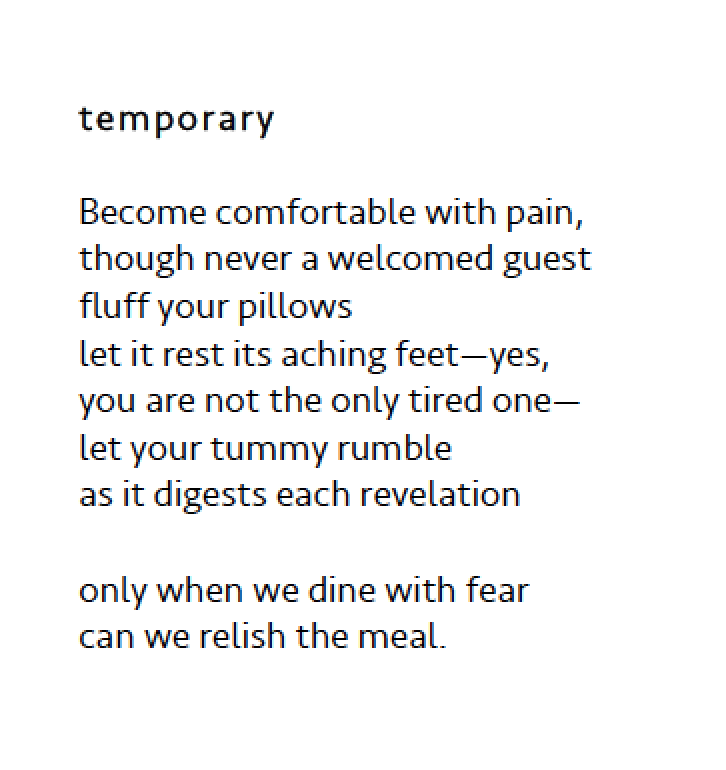 temporary
Become comfortable with pain,
though never a welcomed guest
fluff your pillows
let it rest its aching feet—yes,
you are not the only tired one—
let your tummy rumble
as it digests each revelation
only when we dine with fear
can we relish the meal.